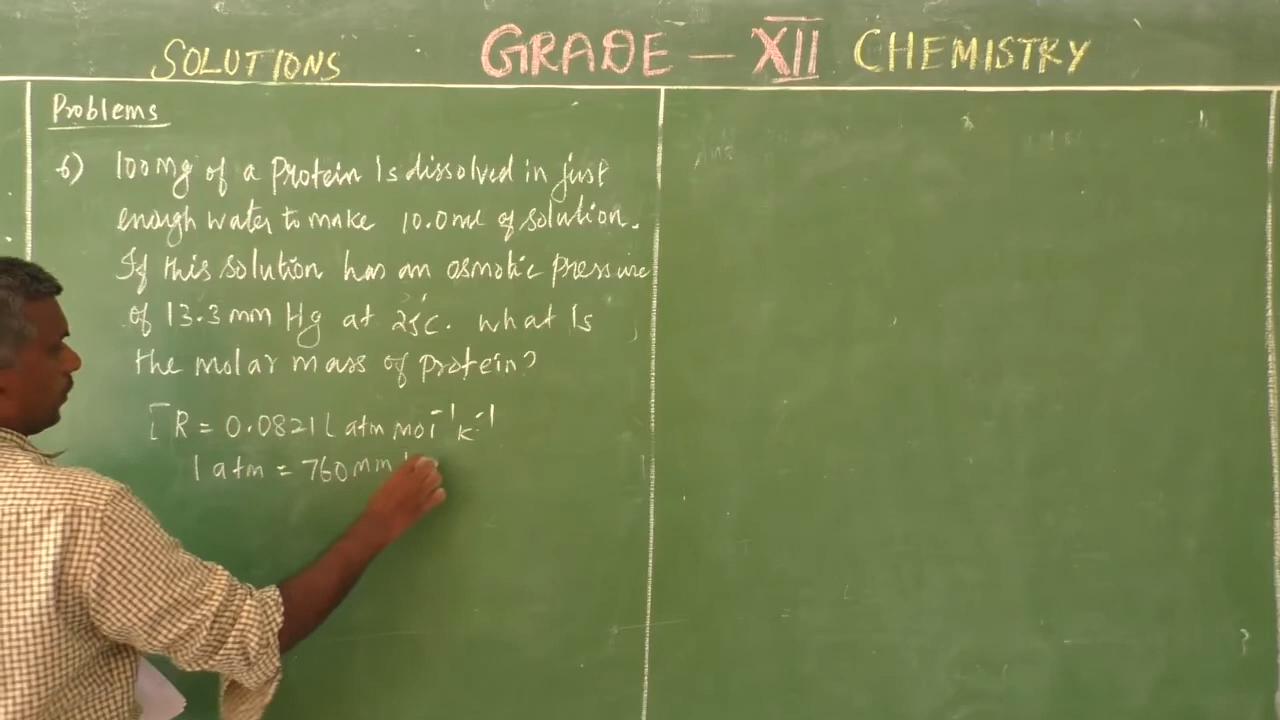 SOLUTIONS GRADE — XII CHEMISTRY
Problems
6) 100mg of a Protein Is dissolved in just
enough water to make 10.0ml of solution.
If this solution has an osmotic pressure
of 13.3 mm Hg at 25°C. What Is
the molar mass of Protein?
[R = 0.0821 L atm mol⁻¹ K⁻¹
1 atm = 760 mm